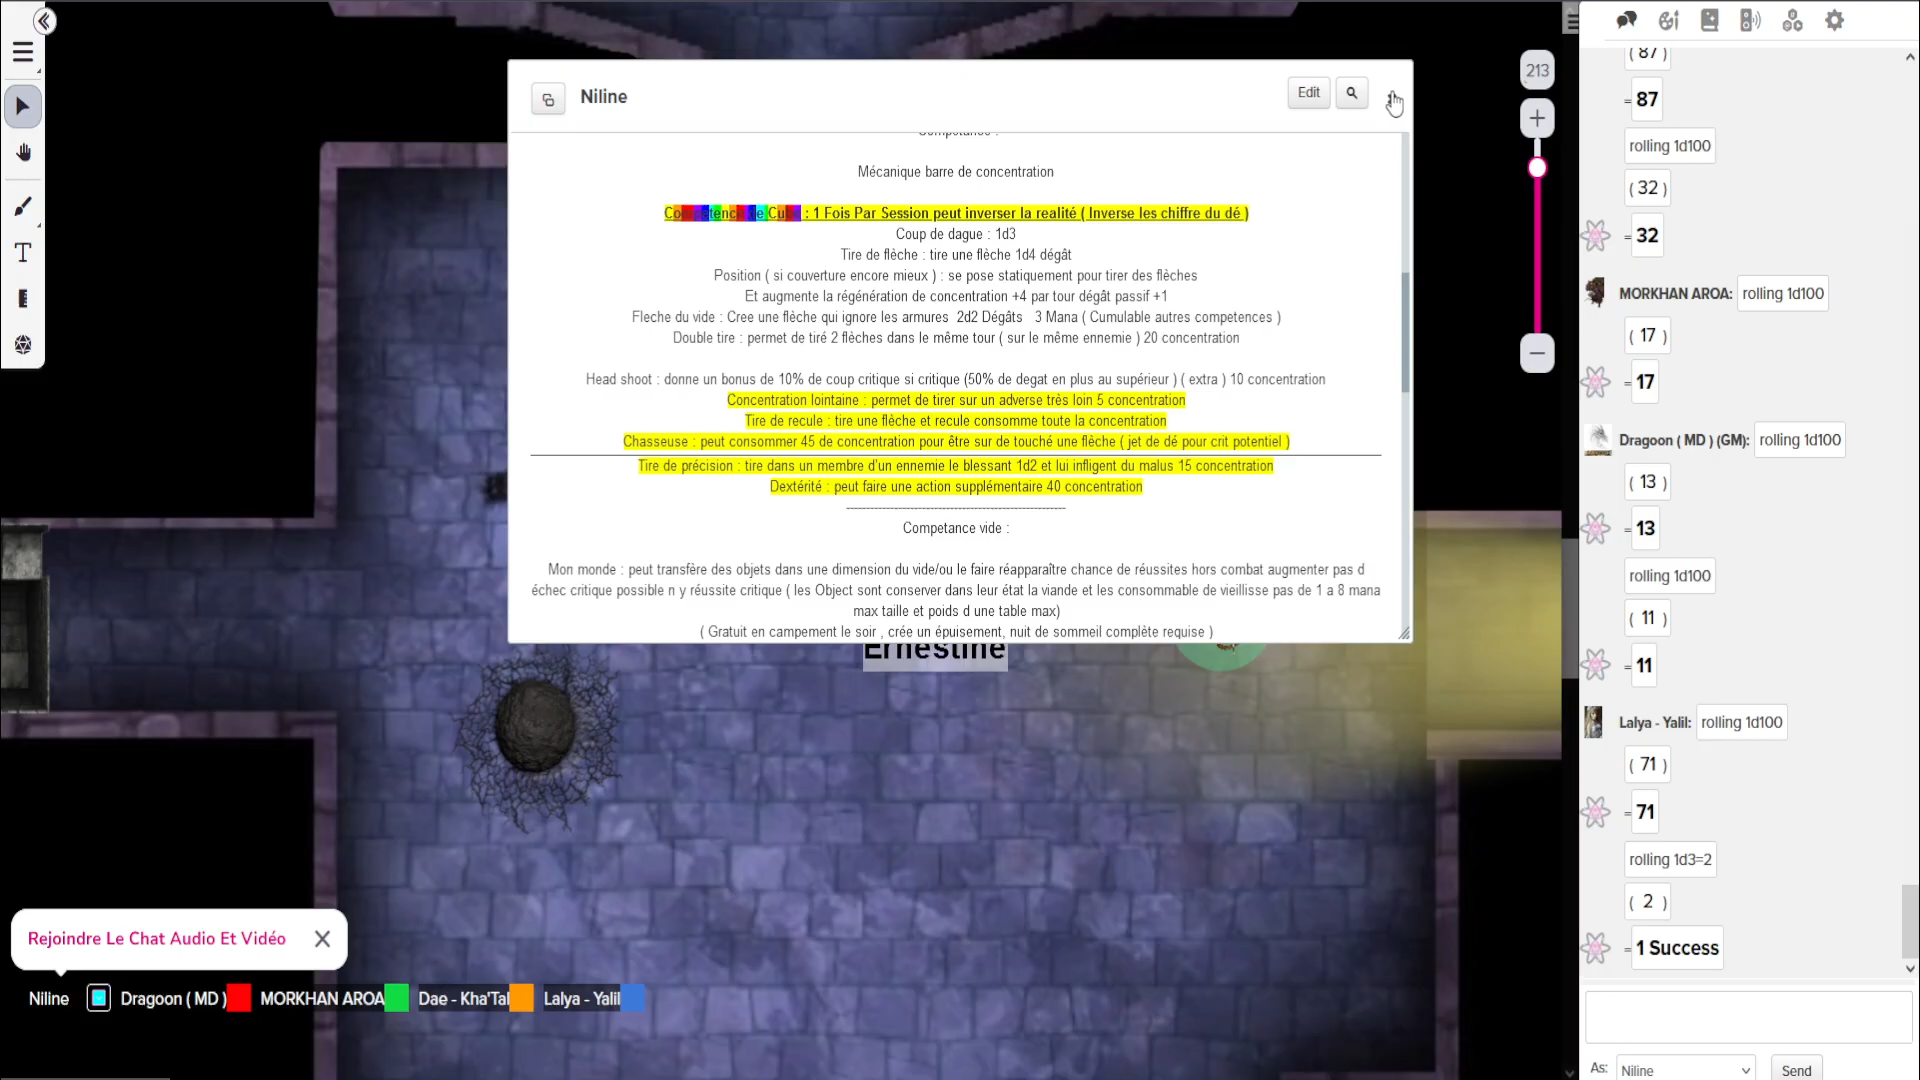 Niline
Edit
Compétance :
Mécanique barre de concentration
Compétence de Cube : 1 Fois Par Session peut inverser la realité ( Inverse les chiffre du dé )
Coup de dague : 1d3
Tire de flèche : tire une flèche 1d4 dégât
Position ( si couverture encore mieux ) : se pose statiquement pour tirer des flèches
Et augmente la régénération de concentration +4 par tour dégât passif +1
Fleche du vide : Cree une flèche qui ignore les armures 2d2 Dégâts 3 Mana ( Cumulable autres competences )
Double tire : permet de tiré 2 flèches dans le même tour ( sur le même ennemie ) 20 concentration
Head shoot : donne un bonus de 10% de coup critique si critique (50% de degat en plus au supérieur ) ( extra ) 10 concentration
Concentration lointaine : permet de tirer sur un adverse très loin 5 concentration
Tire de recule : tire une flèche et recule consomme toute la concentration
Chasseuse : peut consommer 45 de concentration pour être sur de touché une flèche ( jet de dé pour crit potentiel )
Tire de précision : tire dans un membre d'un ennemie le blessant 1d2 et lui infligent du malus 15 concentration
Dextérité : peut faire une action supplémentaire 40 concentration
------------------------------------------------------
Competance vide :
Mon monde : peut transfère des objets dans une dimension du vide/ou le faire réapparaître chance de réussites hors combat augmenter pas d
échec critique possible n y réussite critique ( les Object sont conserver dans leur état la viande et les consommable de vieillisse pas de 1 a 8 mana
max taille et poids d une table max)
( Gratuit en campement le soir , crée un épuisement, nuit de sommeil complète requise )
Ernestine
213
( 87 )
= 87
rolling 1d100
( 32 )
= 32
MORKHAN AROA: rolling 1d100
( 17 )
= 17
Dragoon ( MD ) (GM): rolling 1d100
( 13 )
= 13
rolling 1d100
( 11 )
= 11
Lalya - Yalil: rolling 1d100
( 71 )
= 71
rolling 1d3=2
( 2 )
= 1 Success
As: Niline Send
Rejoindre Le Chat Audio Et Vidéo
Niline Dragoon ( MD ) MORKHAN AROA Dae - Kha'Tal Lalya - Yalil